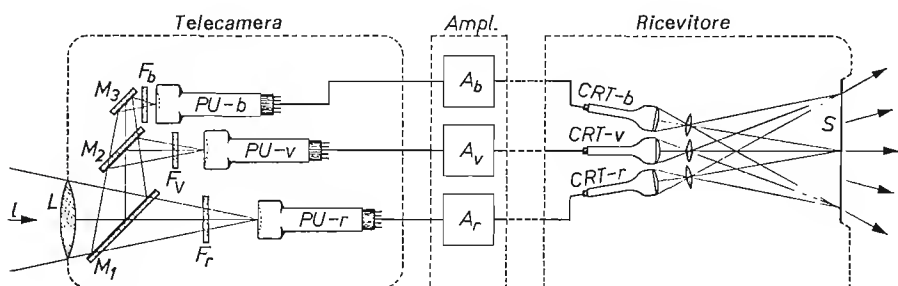 Telecamera
Ampl.
Ricevitore
M3
Fb
PU-b
Ab
CRT-b
M2
Fv
PU-v
Av
CRT-v
S
l
L
M1
Fr
PU-r
Ar
CRT-r